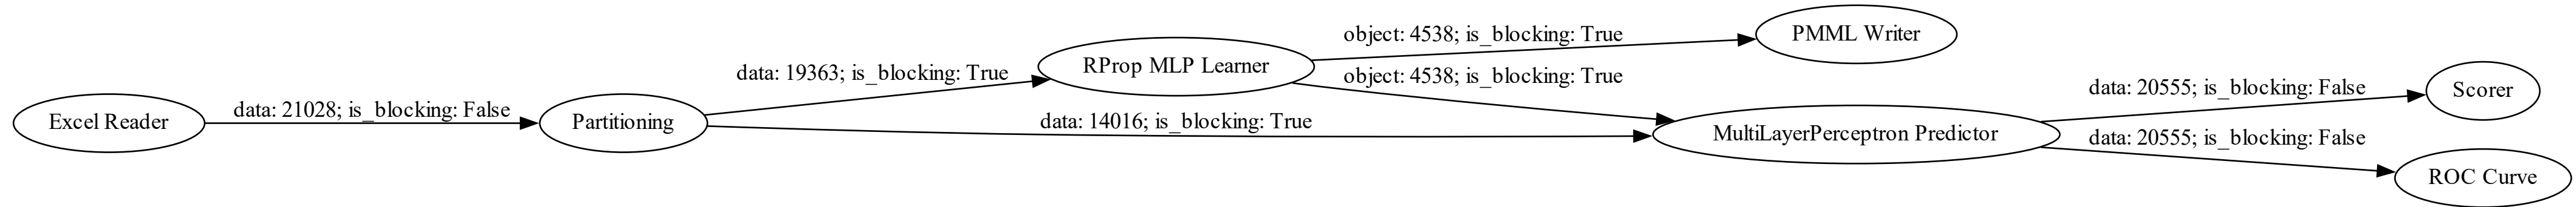 Excel Reader
data: 21028; is_blocking: False
Partitioning
data: 19363; is_blocking: True
data: 14016; is_blocking: True
RProp MLP Learner
object: 4538; is_blocking: True
object: 4538; is_blocking: True
PMML Writer
MultiLayerPerceptron Predictor
data: 20555; is_blocking: False
data: 20555; is_blocking: False
Scorer
ROC Curve